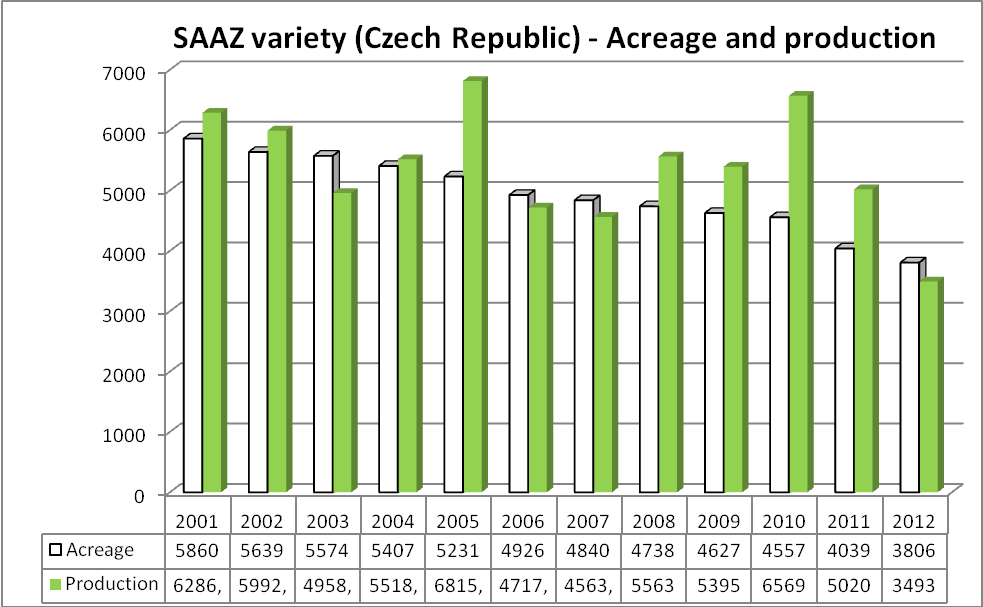 SAAZ variety (Czech Republic) - Acreage and production
7000
6000
5000
4000
3000
2000
1000
0
2001 2002 2003 2004 2005 2006 2007 2008 2009 2010 2011 2012
Acreage 5860 5639 5574 5407 5231 4926 4840 4738 4627 4557 4039 3806
Production 6286, 5992, 4958, 5518, 6815, 4717, 4563, 5563 5395 6569 5020 3493